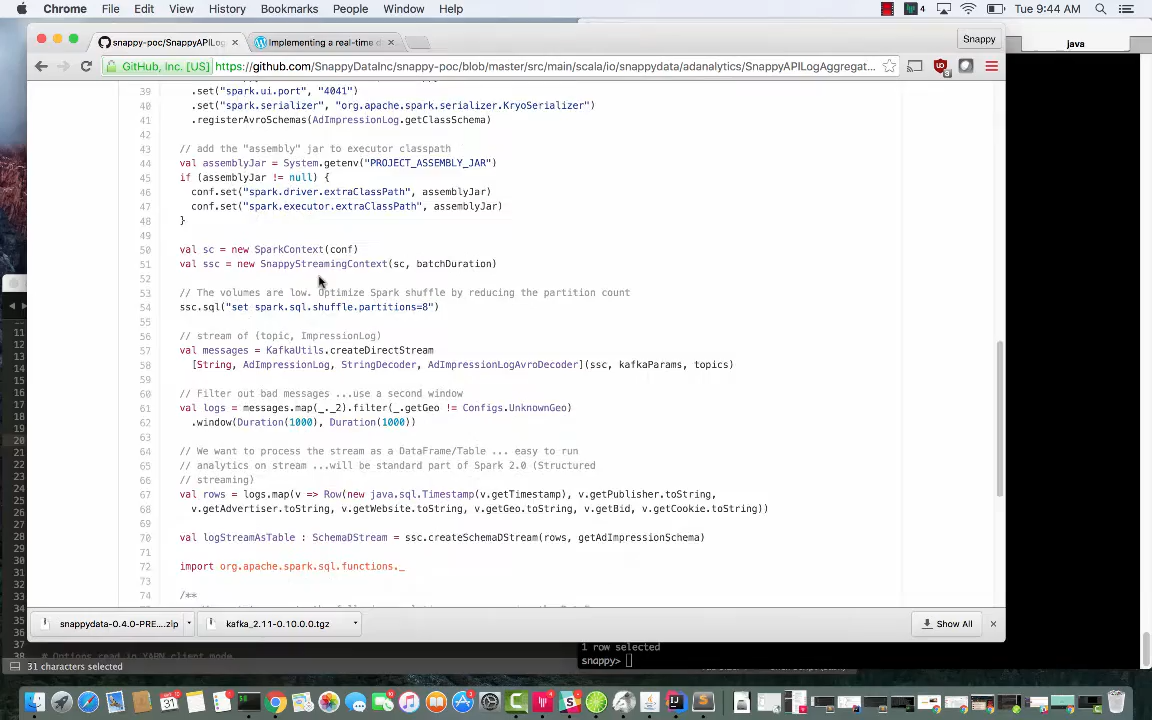 Chrome File Edit View History Bookmarks People Window Help
4
Tue 9:44 AM
snappy-poc/SnappyAPILog
Implementing a real-time d
Snappy
java
GitHub, Inc. [US] https://github.com/SnappyDataInc/snappy-poc/blob/master/src/main/scala/io/snappydata/adanalytics/SnappyAPILogAggregat...
39 .set("spark.ui.port", "4041")
40 .set("spark.serializer", "org.apache.spark.serializer.KryoSerializer")
41 .registerAvroSchemas(AdImpressionLog.getClassSchema)
42
43 // add the "assembly" jar to executor classpath
44 val assemblyJar = System.getenv("PROJECT_ASSEMBLY_JAR")
45 if (assemblyJar != null) {
46 conf.set("spark.driver.extraClassPath", assemblyJar)
47 conf.set("spark.executor.extraClassPath", assemblyJar)
48 }
49
50 val sc = new SparkContext(conf)
51 val ssc = new SnappyStreamingContext(sc, batchDuration)
52
53 // The volumes are low. Optimize Spark shuffle by reducing the partition count
54 ssc.sql("set spark.sql.shuffle.partitions=8")
55
56 // stream of (topic, ImpressionLog)
57 val messages = KafkaUtils.createDirectStream
58 [String, AdImpressionLog, StringDecoder, AdImpressionLogAvroDecoder](ssc, kafkaParams, topics)
59
60 // Filter out bad messages ...use a second window
61 val logs = messages.map(_._2).filter(_.getGeo != Configs.UnknownGeo)
62 .window(Duration(1000), Duration(1000))
63
64 // We want to process the stream as a DataFrame/Table ... easy to run
65 // analytics on stream ...will be standard part of Spark 2.0 (Structured
66 // streaming)
67 val rows = logs.map(v => Row(new java.sql.Timestamp(v.getTimestamp), v.getPublisher.toString,
68 v.getAdvertiser.toString, v.getWebsite.toString, v.getGeo.toString, v.getBid, v.getCookie.toString))
69
70 val logStreamAsTable : SchemaDStream = ssc.createSchemaDStream(rows, getAdImpressionSchema)
71
72 import org.apache.spark.sql.functions._
73
74 /**
snappydata-0.4.0-PRE....zip
kafka_2.11-0.10.0.0.tgz
Show All
1 row selected
snappy>
31 characters selected